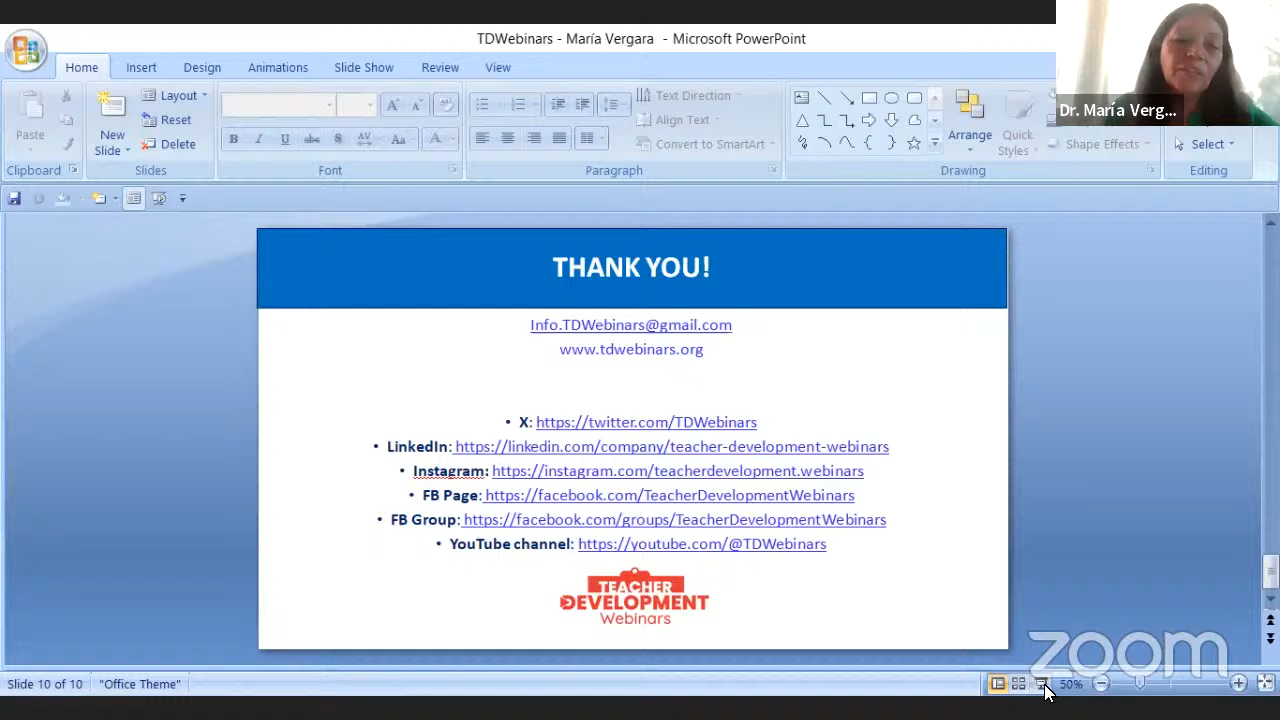 TDWebinars - María Vergara - Microsoft PowerPoint
Home Insert Design Animations Slide Show Review View
Dr. María Verg...
Paste
New Slide
Layout
Reset
Delete
Text Direction
Align Text
Convert to SmartArt
Arrange
Quick Styles
Shape Effects
Select
Clipboard Slides Font Paragraph Drawing Editing
THANK YOU!
Info.TDWebinars@gmail.com
www.tdwebinars.org
• X: https://twitter.com/TDWebinars
• LinkedIn: https://linkedin.com/company/teacher-development-webinars
• Instagram: https://instagram.com/teacherdevelopment.webinars
• FB Page: https://facebook.com/TeacherDevelopmentWebinars
• FB Group: https://facebook.com/groups/TeacherDevelopmentWebinars
• YouTube channel: https://youtube.com/@TDWebinars
TEACHER
DEVELOPMENT
Webinars
zoom
Slide 10 of 10 "Office Theme" 50%